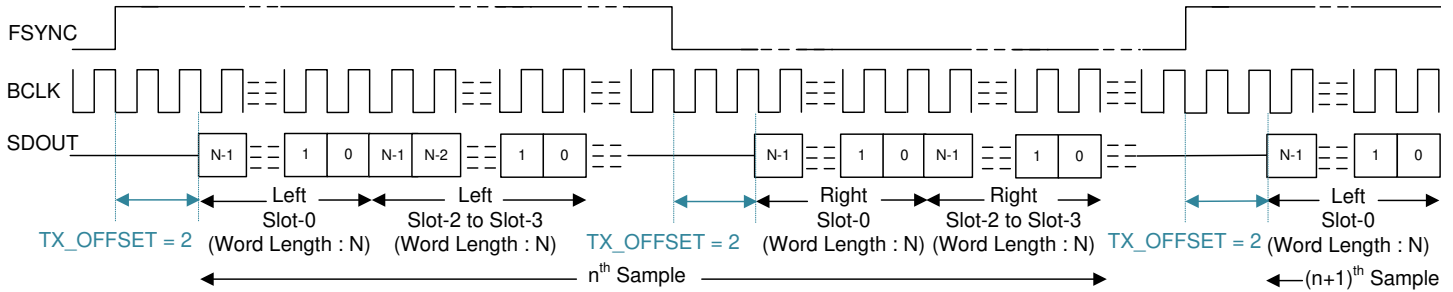 FSYNC
BCLK
SDOUT
N-1 1 0 N-1 N-2 1 0 N-1 1 0 N-1 1 0 N-1 1 0
Left Left Right Right Left
Slot-0 Slot-2 to Slot-3 Slot-0 Slot-2 to Slot-3 Slot-0
TX_OFFSET = 2 (Word Length : N) (Word Length : N) TX_OFFSET = 2 (Word Length : N) (Word Length : N) TX_OFFSET = 2 (Word Length : N)
nth Sample (n+1)th Sample